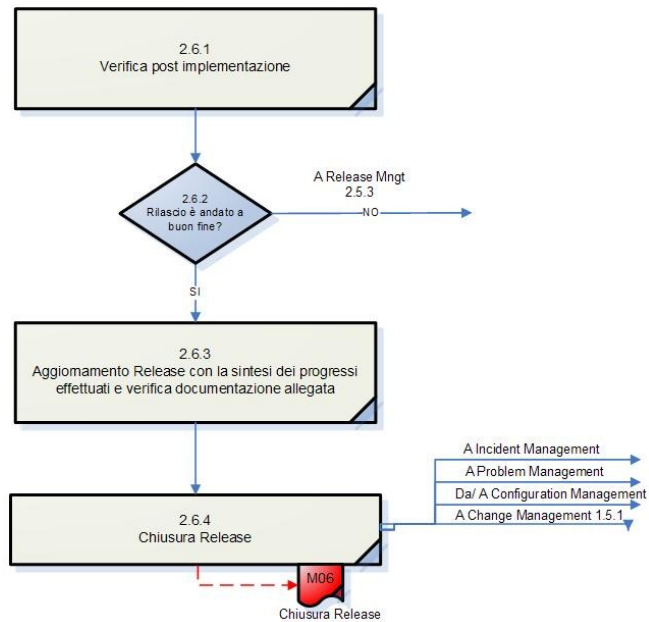 2.6.1
Verifica post implementazione
2.6.2
Rilascio è andato a
buon fine?
A Release Mngt
2.5.3
NO
SI
2.6.3
Aggiornamento Release con la sintesi dei progressi
effettuati e verifica documentazione allegata
A Incident Management
A Problem Management
Da/ A Configuration Management
A Change Management 1.5.1
2.6.4
Chiusura Release
M06
Chiusura Release